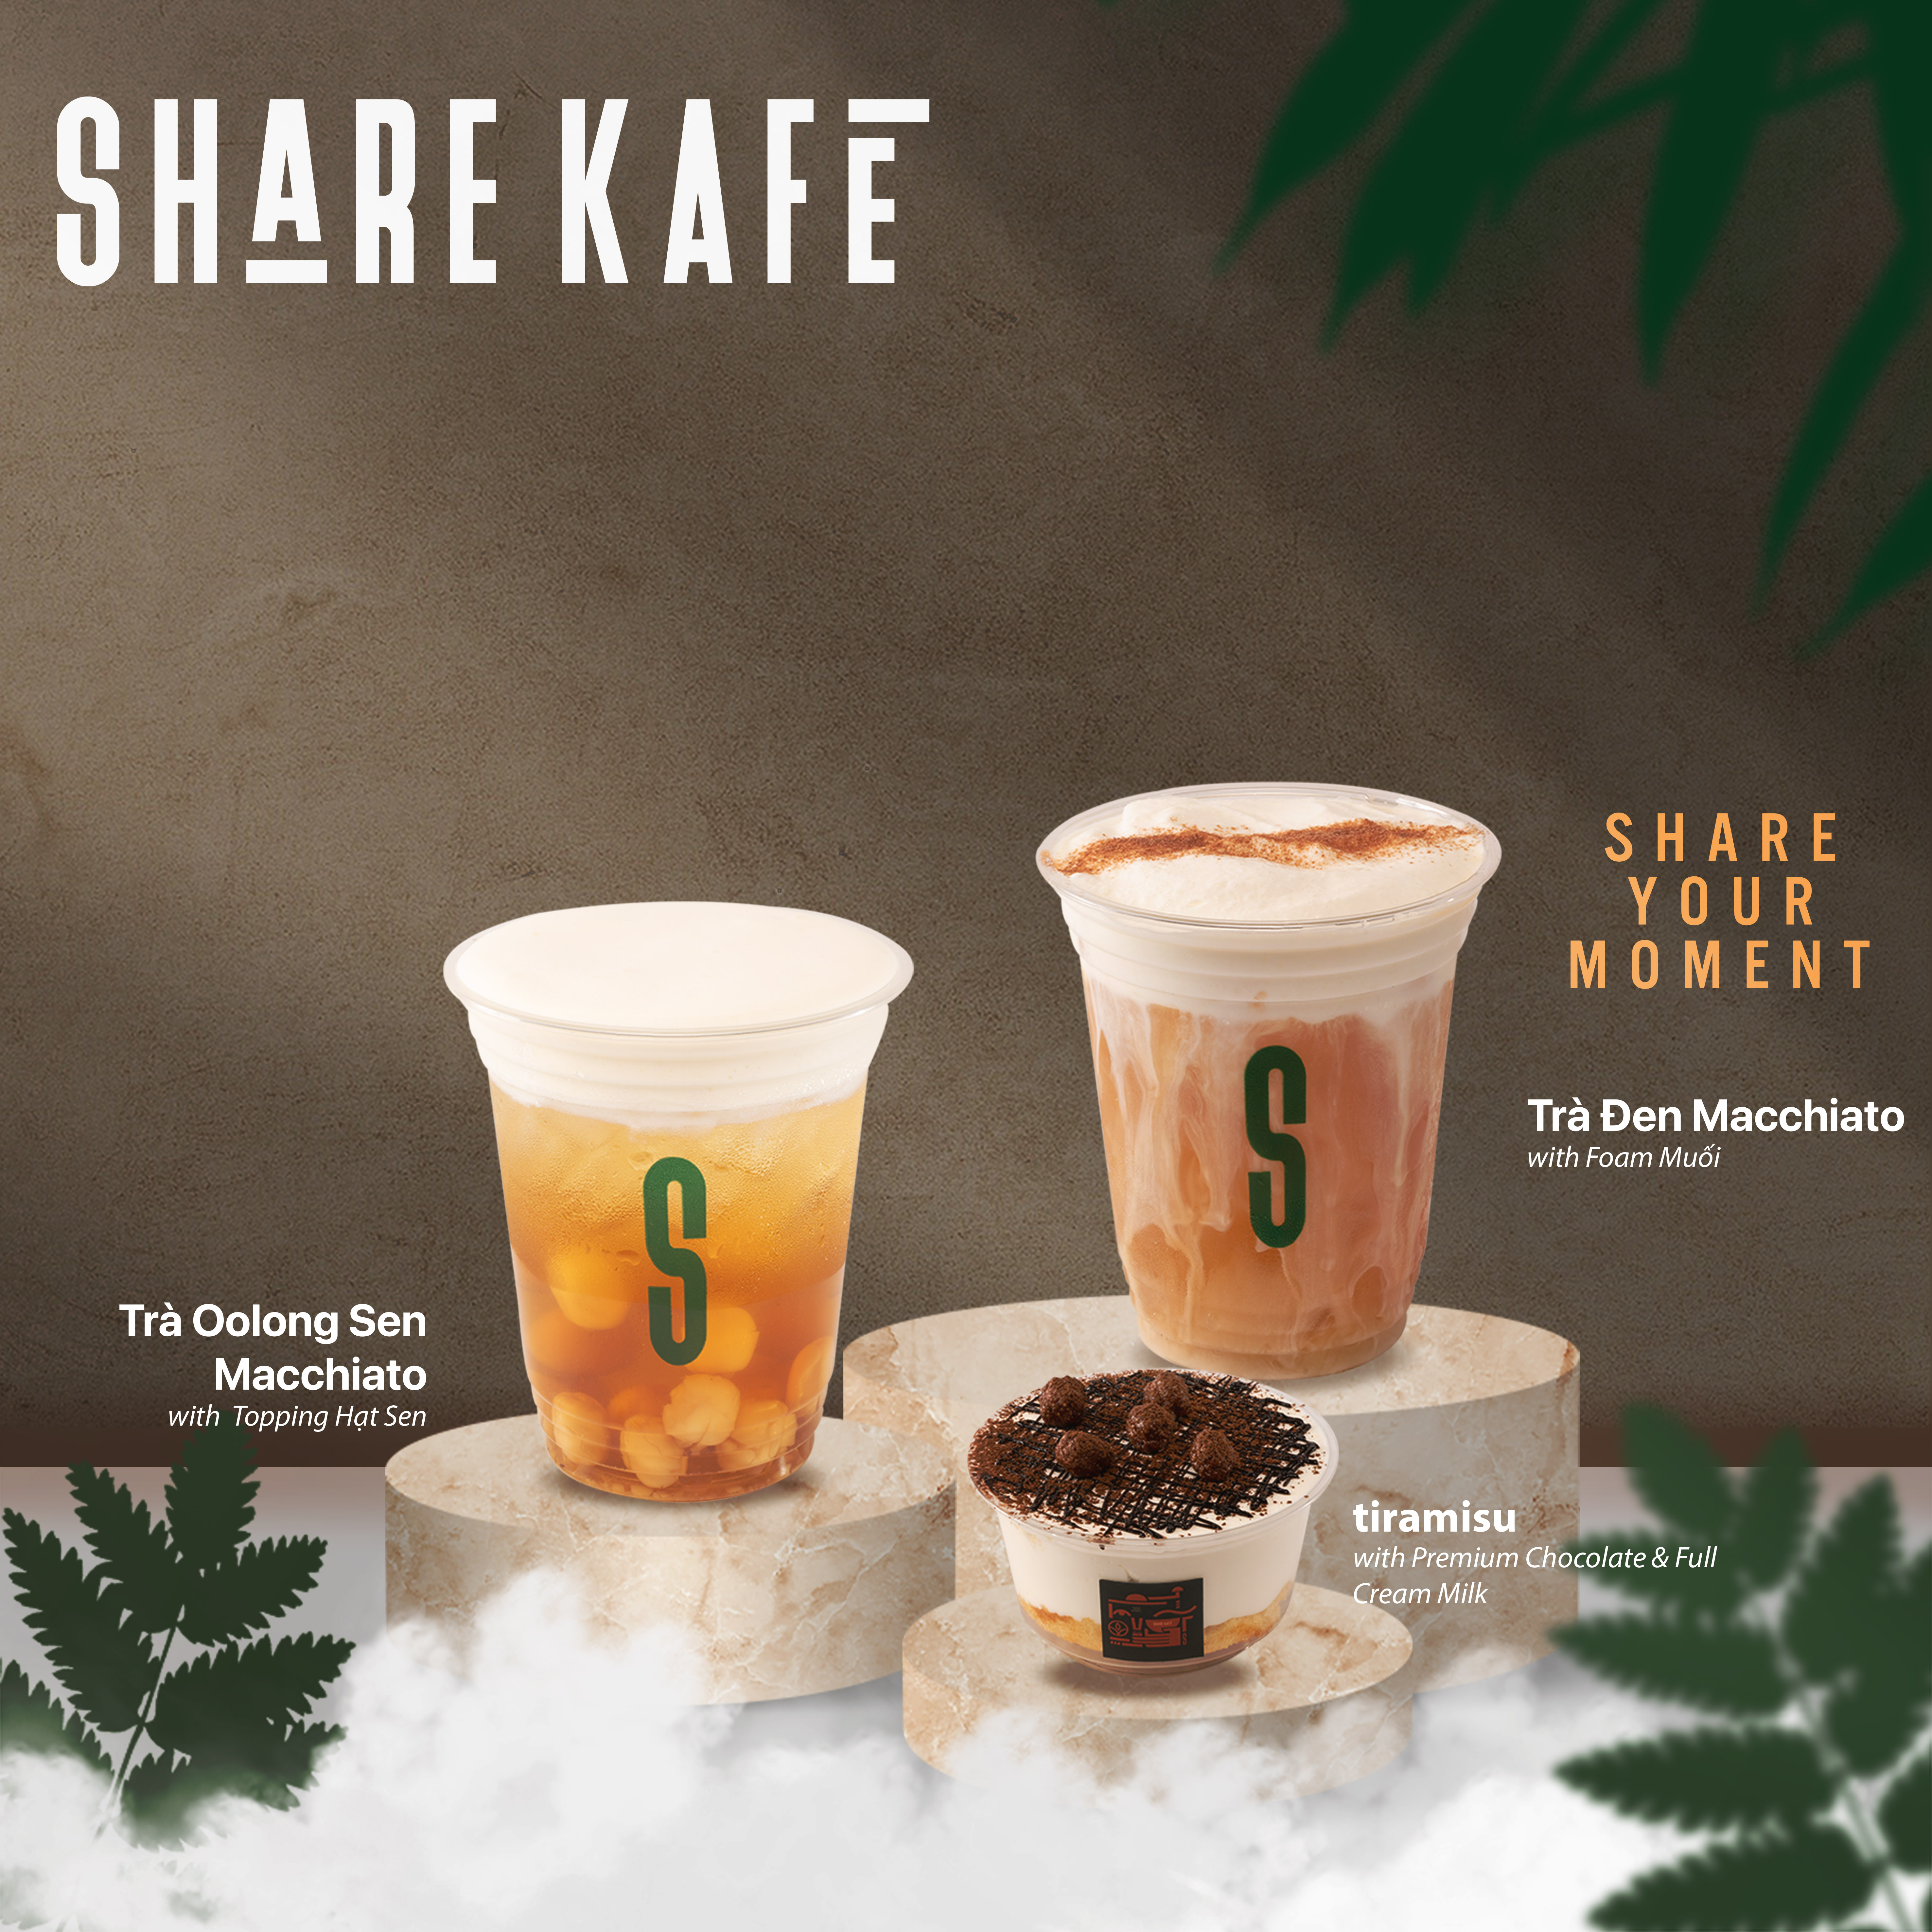 SHARE KAFE
SHARE
YOUR
MOMENT
Trà Đen Macchiato
with Foam Muối
S
S
Trà Oolong Sen
Macchiato
with Topping Hạt Sen
tiramisu
with Premium Chocolate & Full
Cream Milk